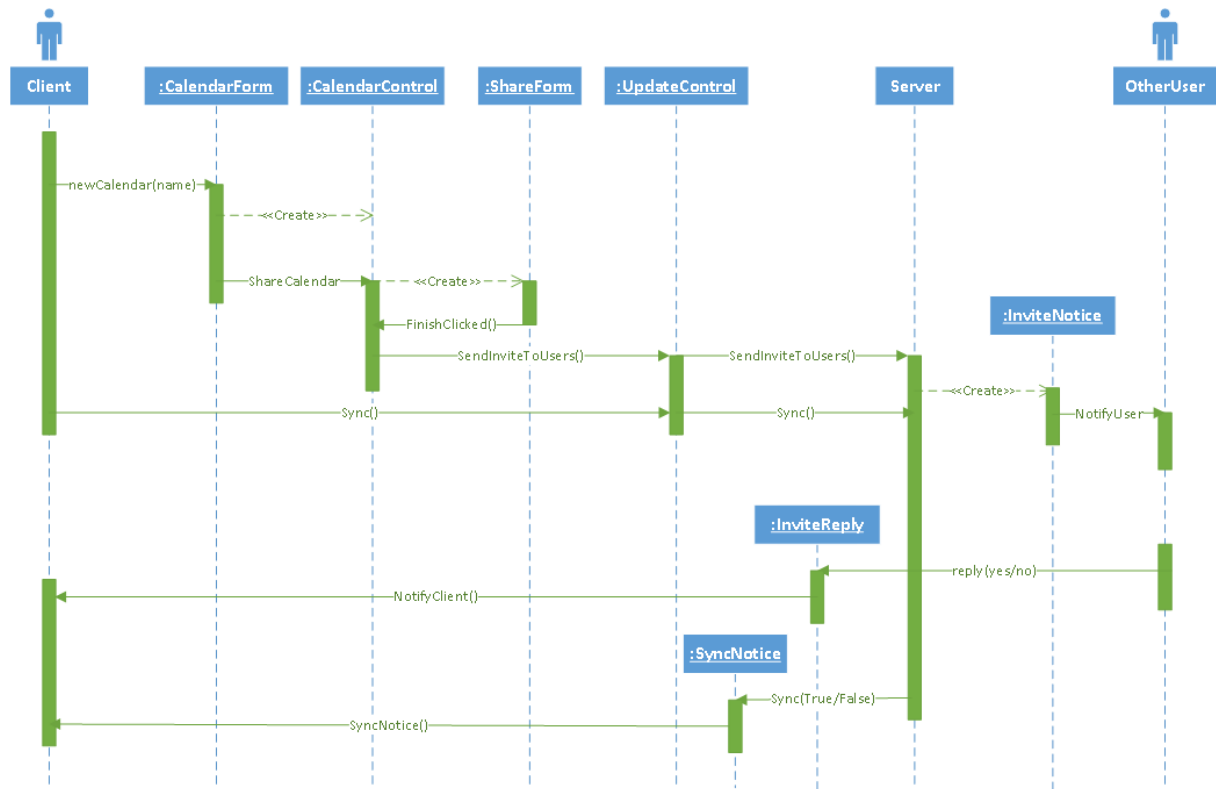 Client
:CalendarForm
:CalendarControl
:ShareForm
:UpdateControl
Server
OtherUser
newCalendar(name)
<<Create>>
ShareCalendar
<<Create>>
:InviteNotice
FinishClicked()
SendInviteToUsers()
SendInviteToUsers()
<<Create>>
Sync()
Sync()
NotifyUser
:InviteReply
reply(yes/no)
NotifyClient()
:SyncNotice
Sync(True/False)
SyncNotice()